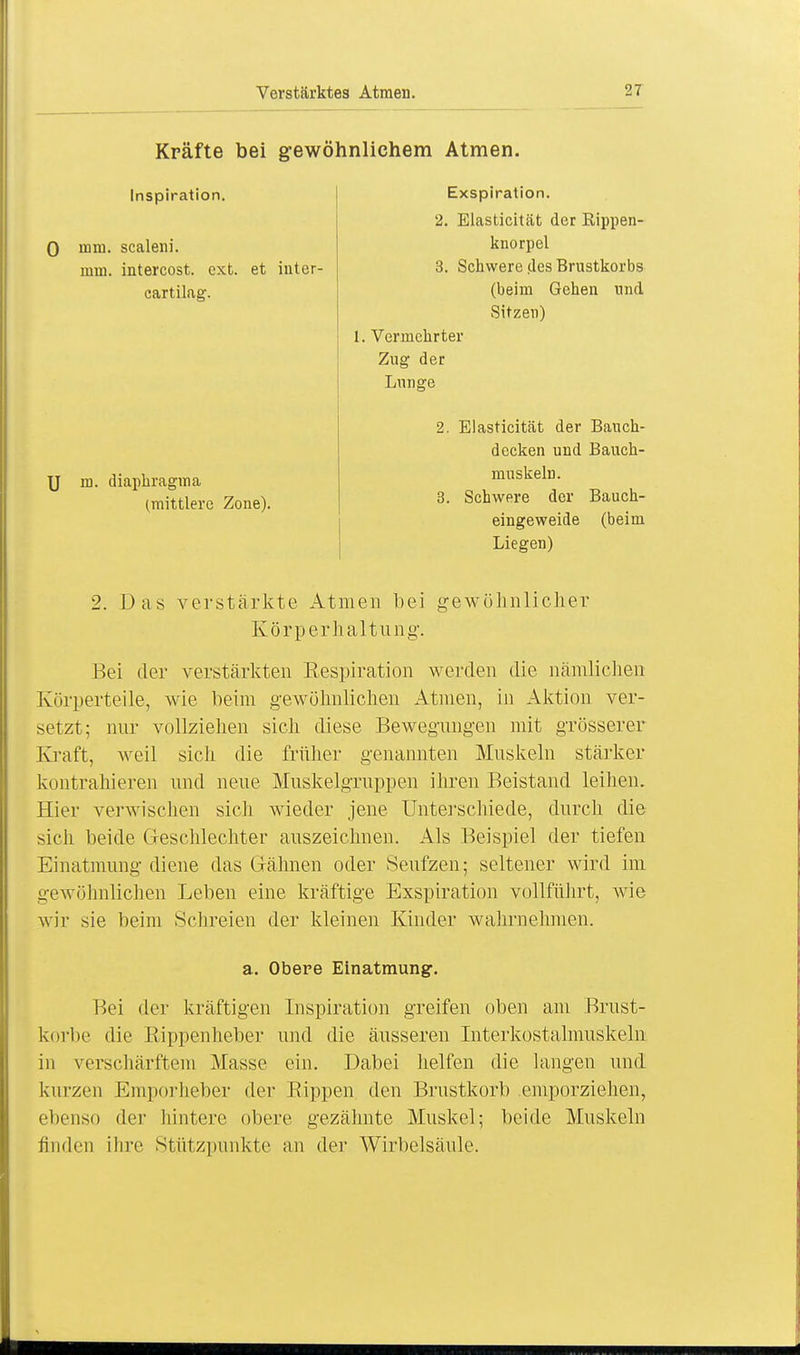 Verstärktes Atmen. 27
Kräfte bei gewöhnlichem Atmen.
Inspiration.
O mm. scaleni.
mm. intercost. ext. et inter-
cartilag.
U m. diaphragma
(mittlere Zone).
Exspiration.
2. Elasticität der Rippen-
knorpel
3. Schwere des Brustkorbs
(beim Gehen und
Sitzen)
1. Vermehrter
Zug der
Lunge
2. Elasticität der Bauch-
decken und Bauch-
muskeln.
3. Schwere der Bauch-
eingeweide (beim
Liegen)
2. Das verstärkte Atmen bei gewöhnlicher
Körperhaltung.
Bei der verstärkten Respiration werden die nämlichen
Körperteile, wie beim gewöhnlichen Atmen, in Aktion ver-
setzt; nur vollziehen sich diese Bewegungen mit grösserer
Kraft, weil sich die früher genannten Muskeln stärker
kontrahieren und neue Muskelgruppen ihren Beistand leihen.
Hier verwischen sich wieder jene Unterschiede, durch die
sich beide Geschlechter auszeichnen. Als Beispiel der tiefen
Einatmung diene das Gähnen oder Seufzen; seltener wird im
gewöhnlichen Leben eine kräftige Exspiration vollführt, wie
wir sie beim Schreien der kleinen Kinder wahrnehmen.
a. Obere Einatmung.
Bei der kräftigen Inspiration greifen oben am Brust-
korbe die Rippenheber und die äusseren Interkostalmuskeln
in verschärftem Masse ein. Dabei helfen die langen und
kurzen Emporheber der Rippen den Brustkorb emporziehen,
ebenso der hintere obere gezähnte Muskel; beide Muskeln
finden ihre Stützpunkte an der Wirbelsäule.